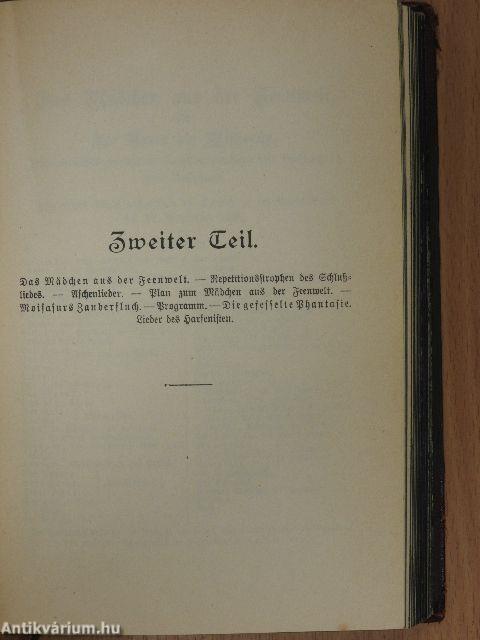 Zweiter Teil.
Das Mädchen aus der Feenwelt. — Repetitionsstrophen des Schluß-
liedes. — Aschenlieder. — Plan zum Mädchen aus der Feenwelt. —
Moisasurs Zauberfluch. — Programm. — Die gefesselte Phantasie.
Lieder des Harfenisten.
Antikvárium.hu